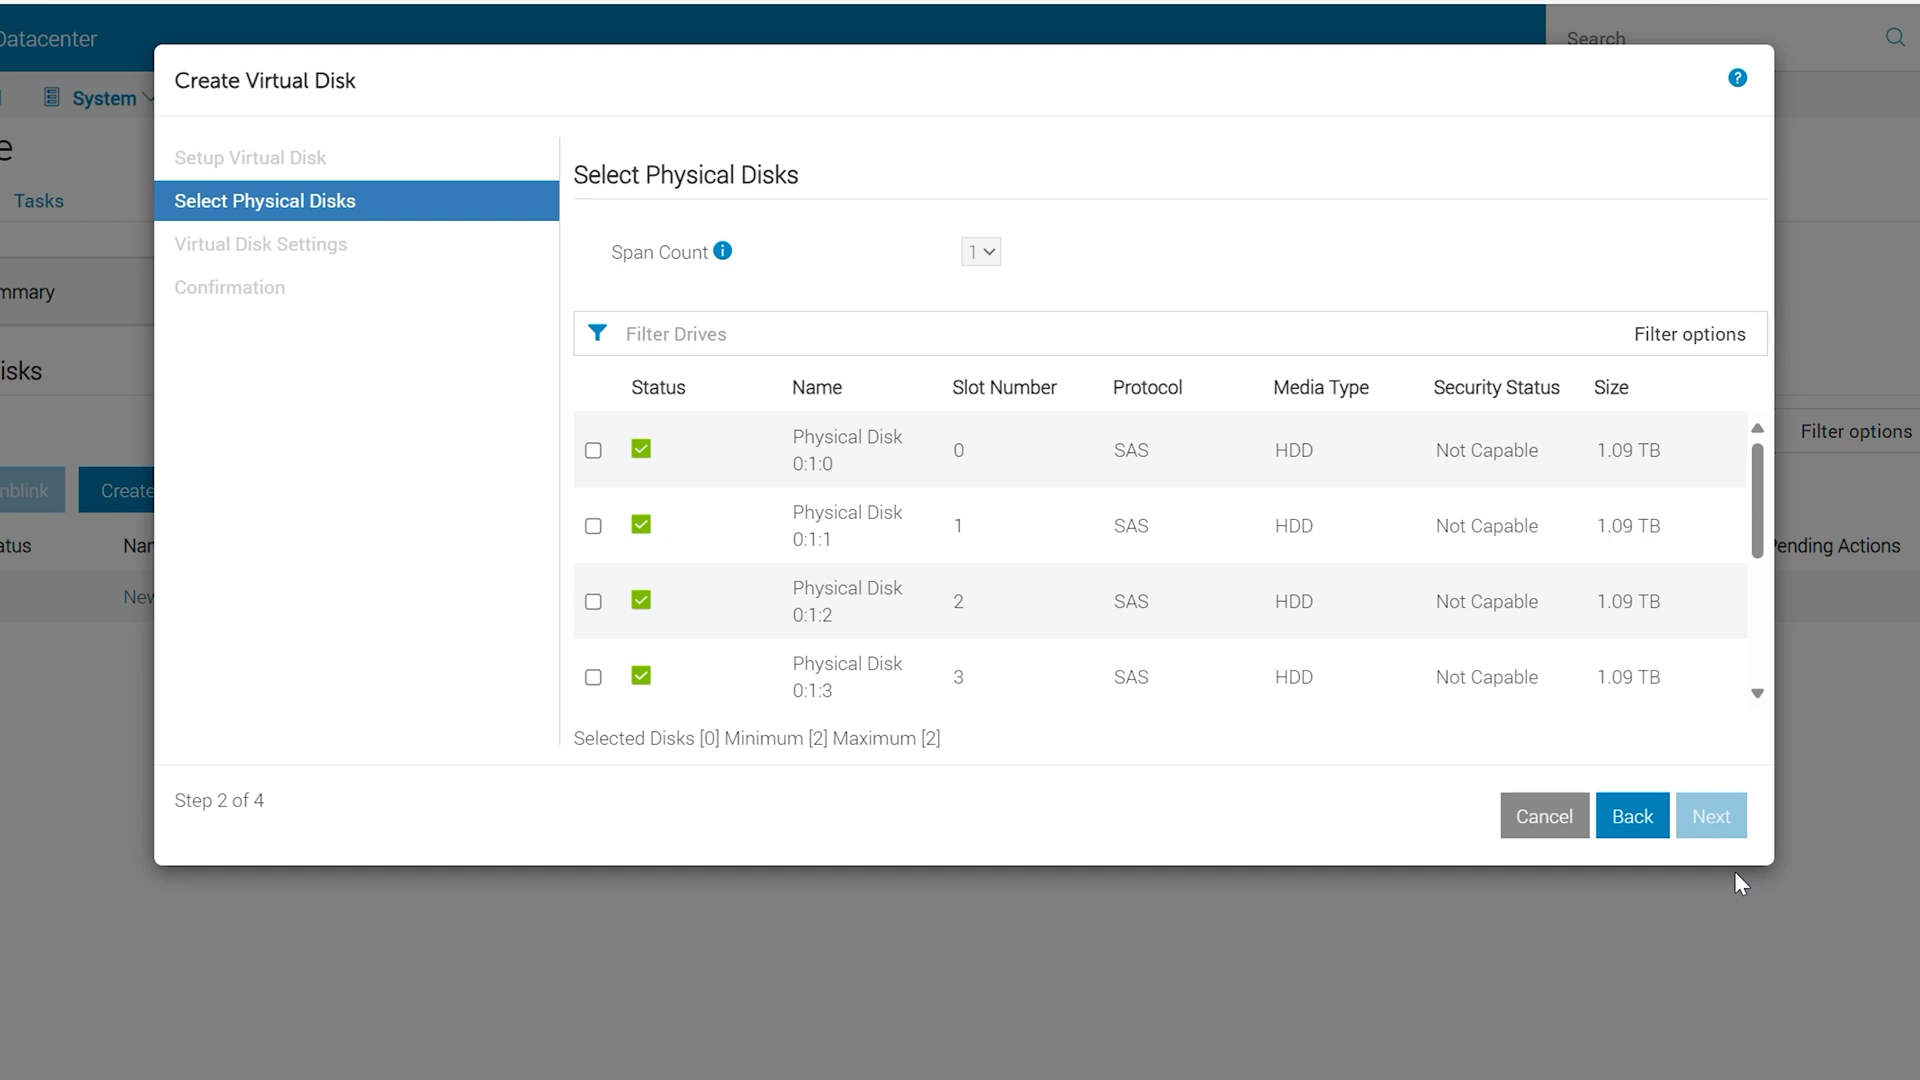 Datacenter
Search
Create Virtual Disk
?
System
Setup Virtual Disk
Select Physical Disks
Tasks
Select Physical Disks
Virtual Disk Settings
Span Count
1
Confirmation
mmary
Filter Drives
Filter options
isks
Status Name Slot Number Protocol Media Type Security Status Size
Filter options
Physical Disk
0:1:0
0 SAS HDD Not Capable 1.09 TB
nblink
Create
Physical Disk
0:1:1
1 SAS HDD Not Capable 1.09 TB
atus
Nar
Pending Actions
Physical Disk
0:1:2
2 SAS HDD Not Capable 1.09 TB
New
Physical Disk
0:1:3
3 SAS HDD Not Capable 1.09 TB
Selected Disks [0] Minimum [2] Maximum [2]
Step 2 of 4
Cancel Back Next